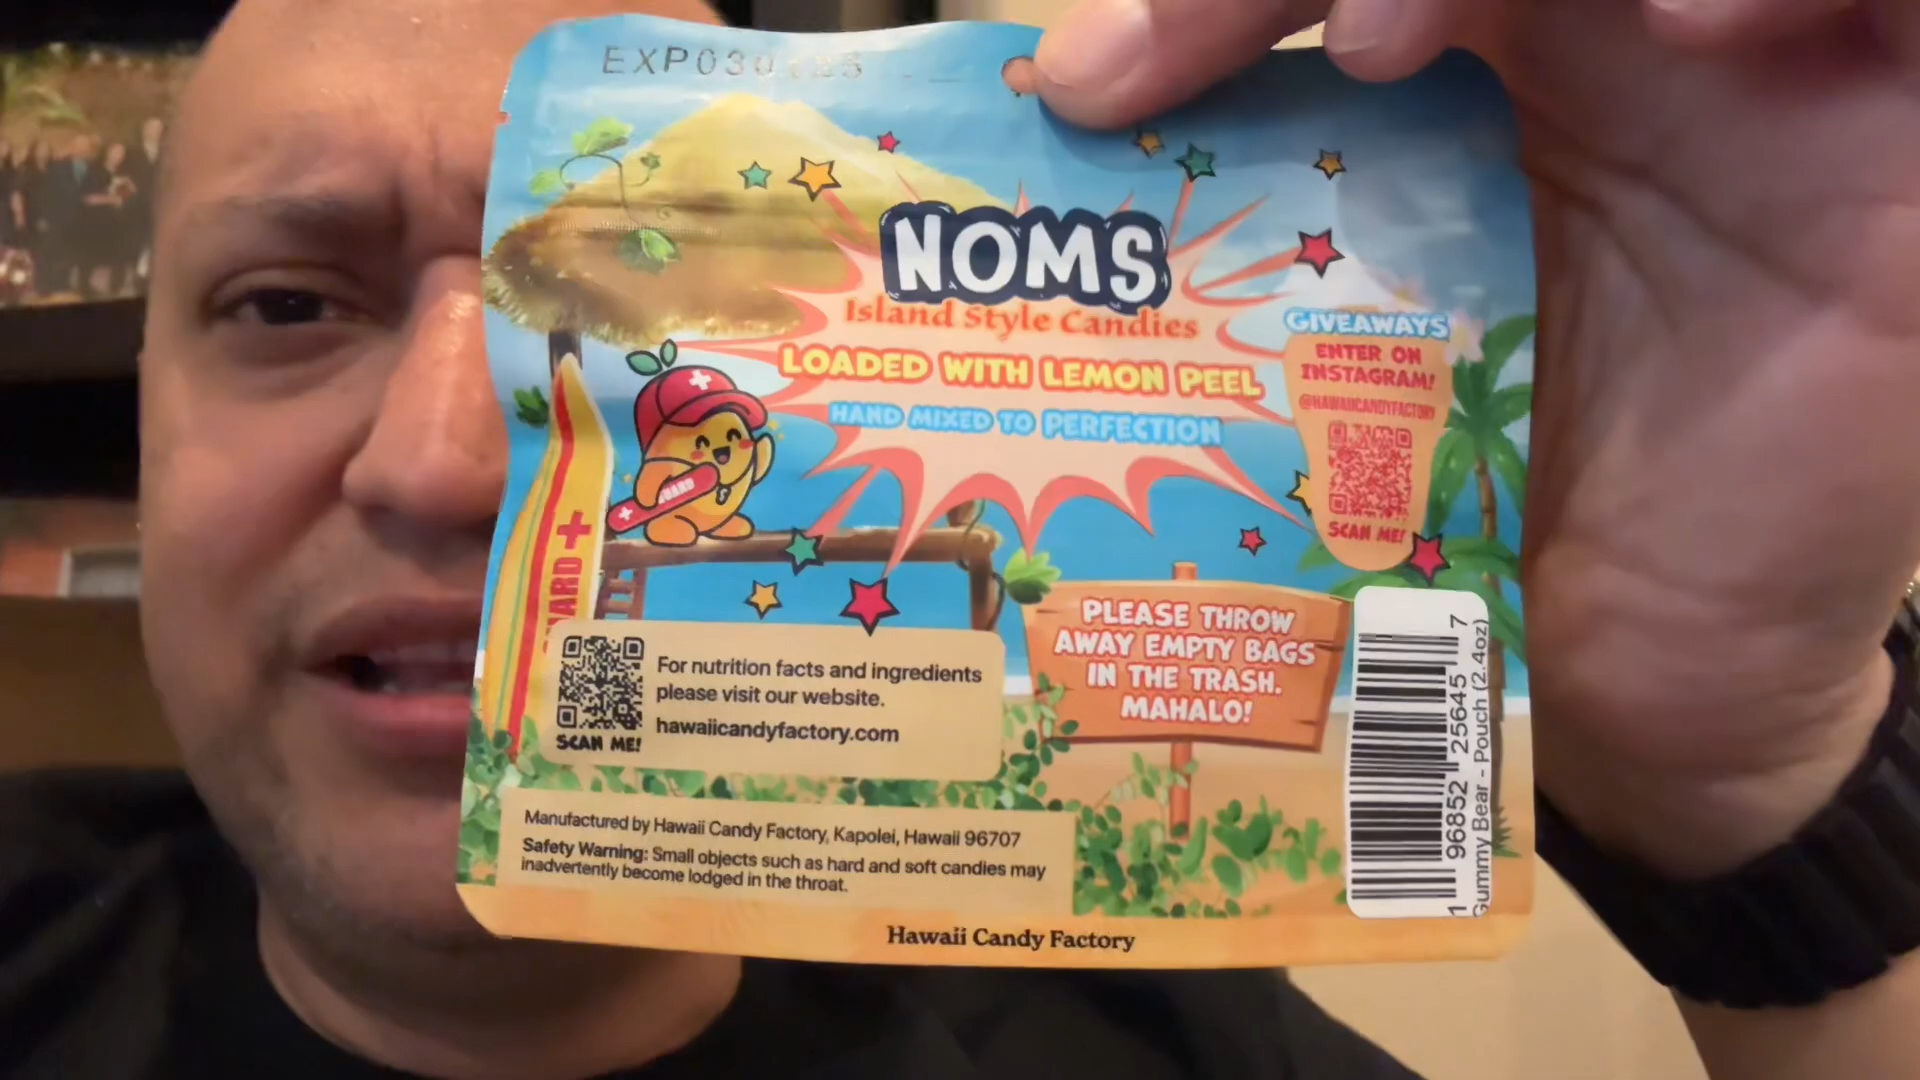 NOMS
Island Style Candies
LOADED WITH LEMON PEEL
HAND MIXED TO PERFECTION
GIVEAWAYS
ENTER ON
INSTAGRAM!
@HAWAIICANDYFACTORY
SCAN ME!
GUARD
ARD
PLEASE THROW
AWAY EMPTY BAGS
IN THE TRASH.
MAHALO!
For nutrition facts and ingredients
please visit our website.
hawaiicandyfactory.com
SCAN ME!
Manufactured by Hawaii Candy Factory, Kapolei, Hawaii 96707
Safety Warning: Small objects such as hard and soft candies may
inadvertently become lodged in the throat.
1 96852 25645 7
Gummy Bear - Pouch (2.4oz)
Hawaii Candy Factory